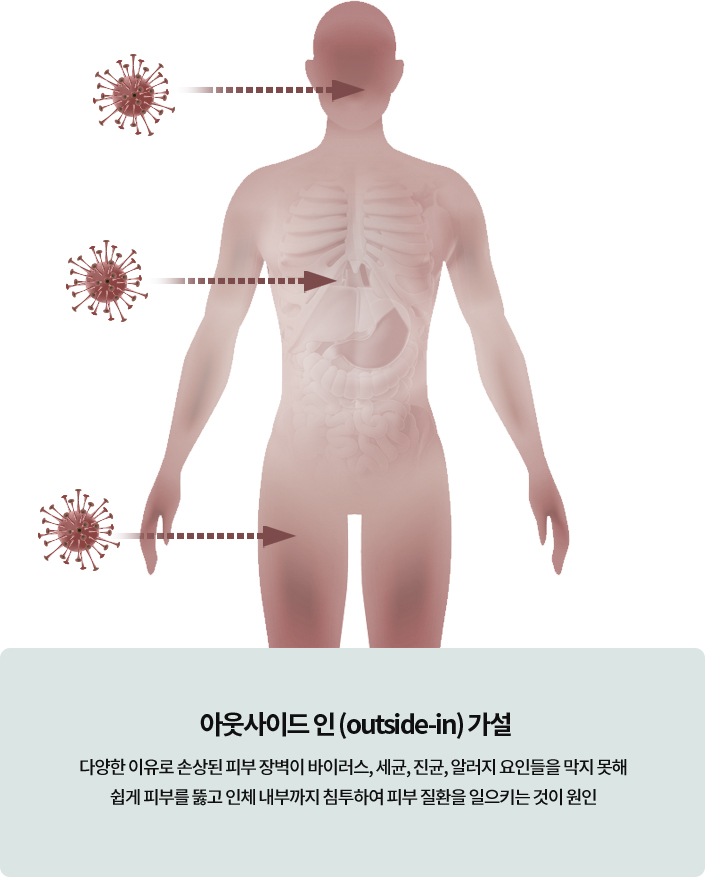 아웃사이드 인 (outside-in) 가설
다양한 이유로 손상된 피부 장벽이 바이러스, 세균, 진균, 알러지 요인들을 막지 못해
쉽게 피부를 뚫고 인체 내부까지 침투하여 피부 질환을 일으키는 것이 원인